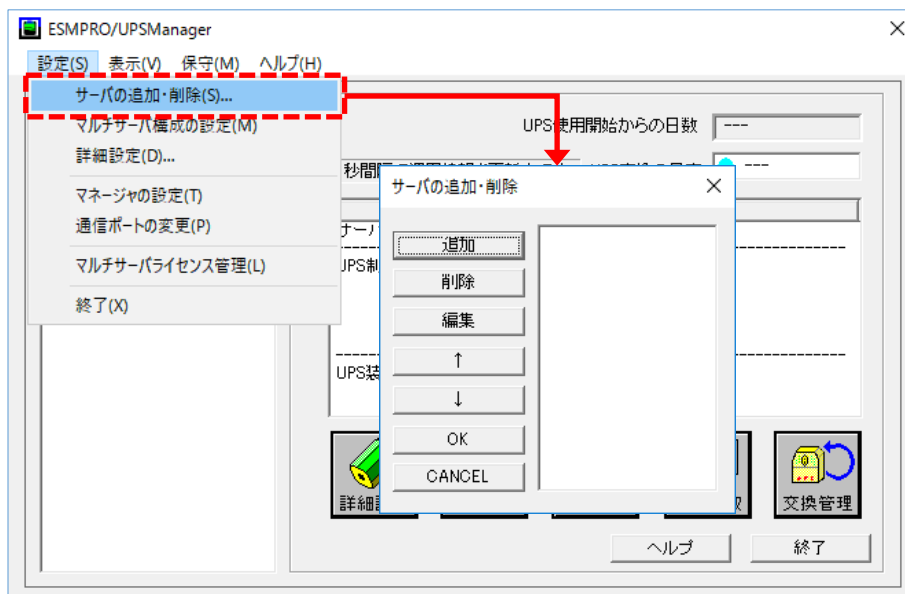 ESMPRO/UPSManager
設定(S) 表示(V) 保守(M) ヘルプ(H)
サーバの追加・削除(S)...
マルチサーバ構成の設定(M)
詳細設定(D)...
マネージャの設定(T)
通信ポートの変更(P)
マルチサーバライセンス管理(L)
終了(X)
UPS使用開始からの日数 ---
秒間
---
サーバの追加・削除
追加
削除
編集
↑
↓
OK
CANCEL
UPS制
UPS装
詳細
交換管理
ヘルプ 終了